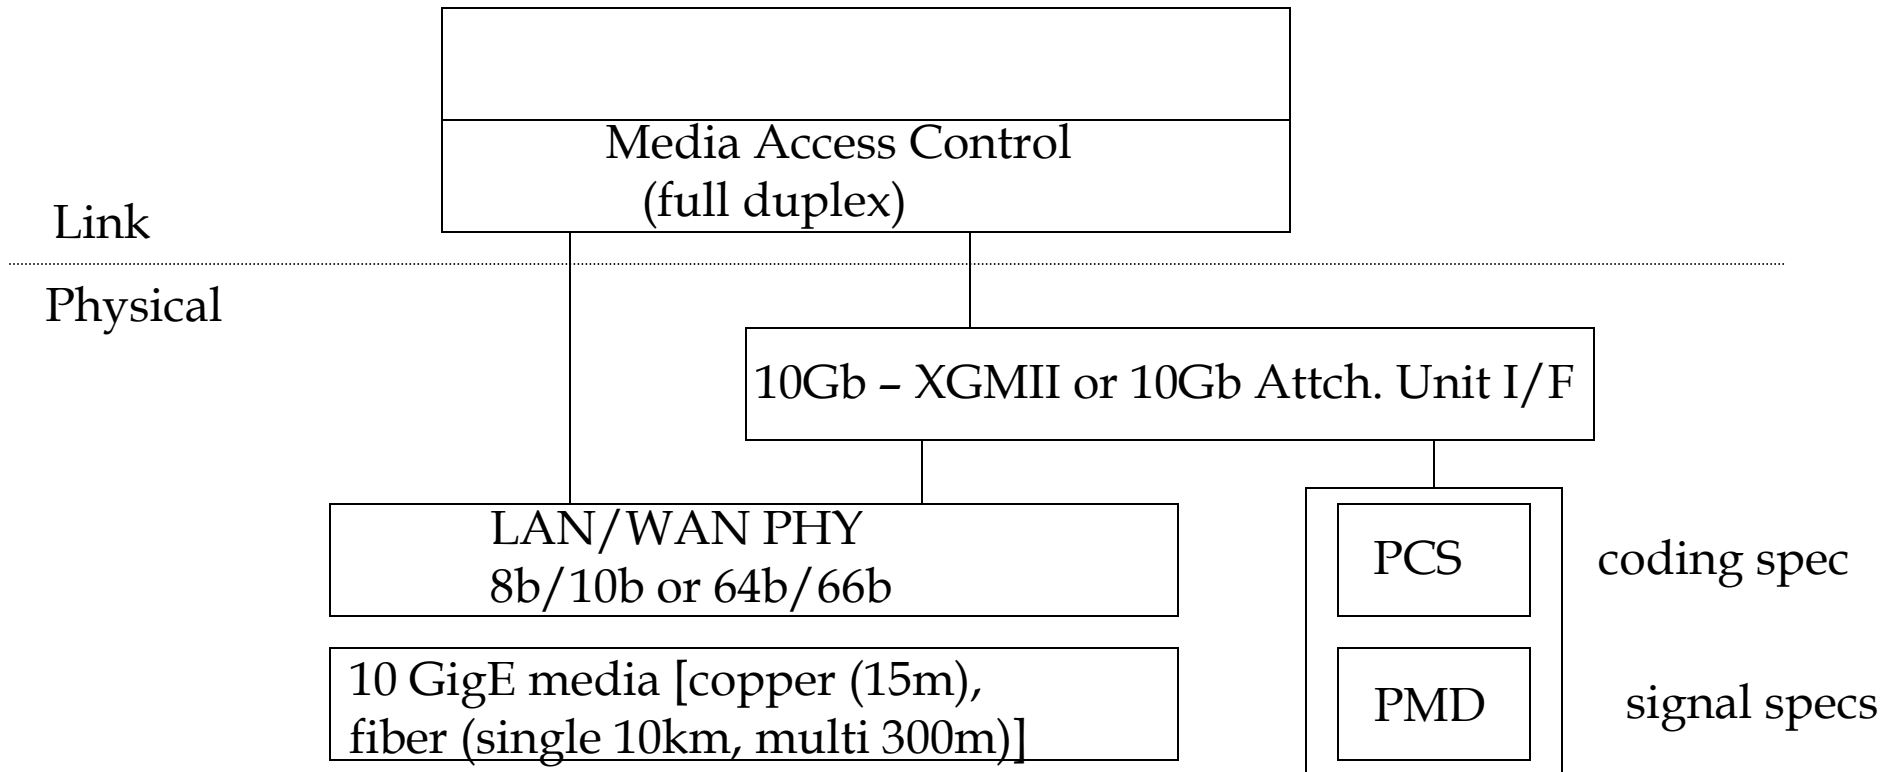 Media Access Control
(full duplex)
Link
Physical
10Gb – XGMII or 10Gb Attch. Unit I/F
LAN/WAN PHY
8b/10b or 64b/66b
PCS
coding spec
10 GigE media [copper (15m),
fiber (single 10km, multi 300m)]
PMD
signal specs